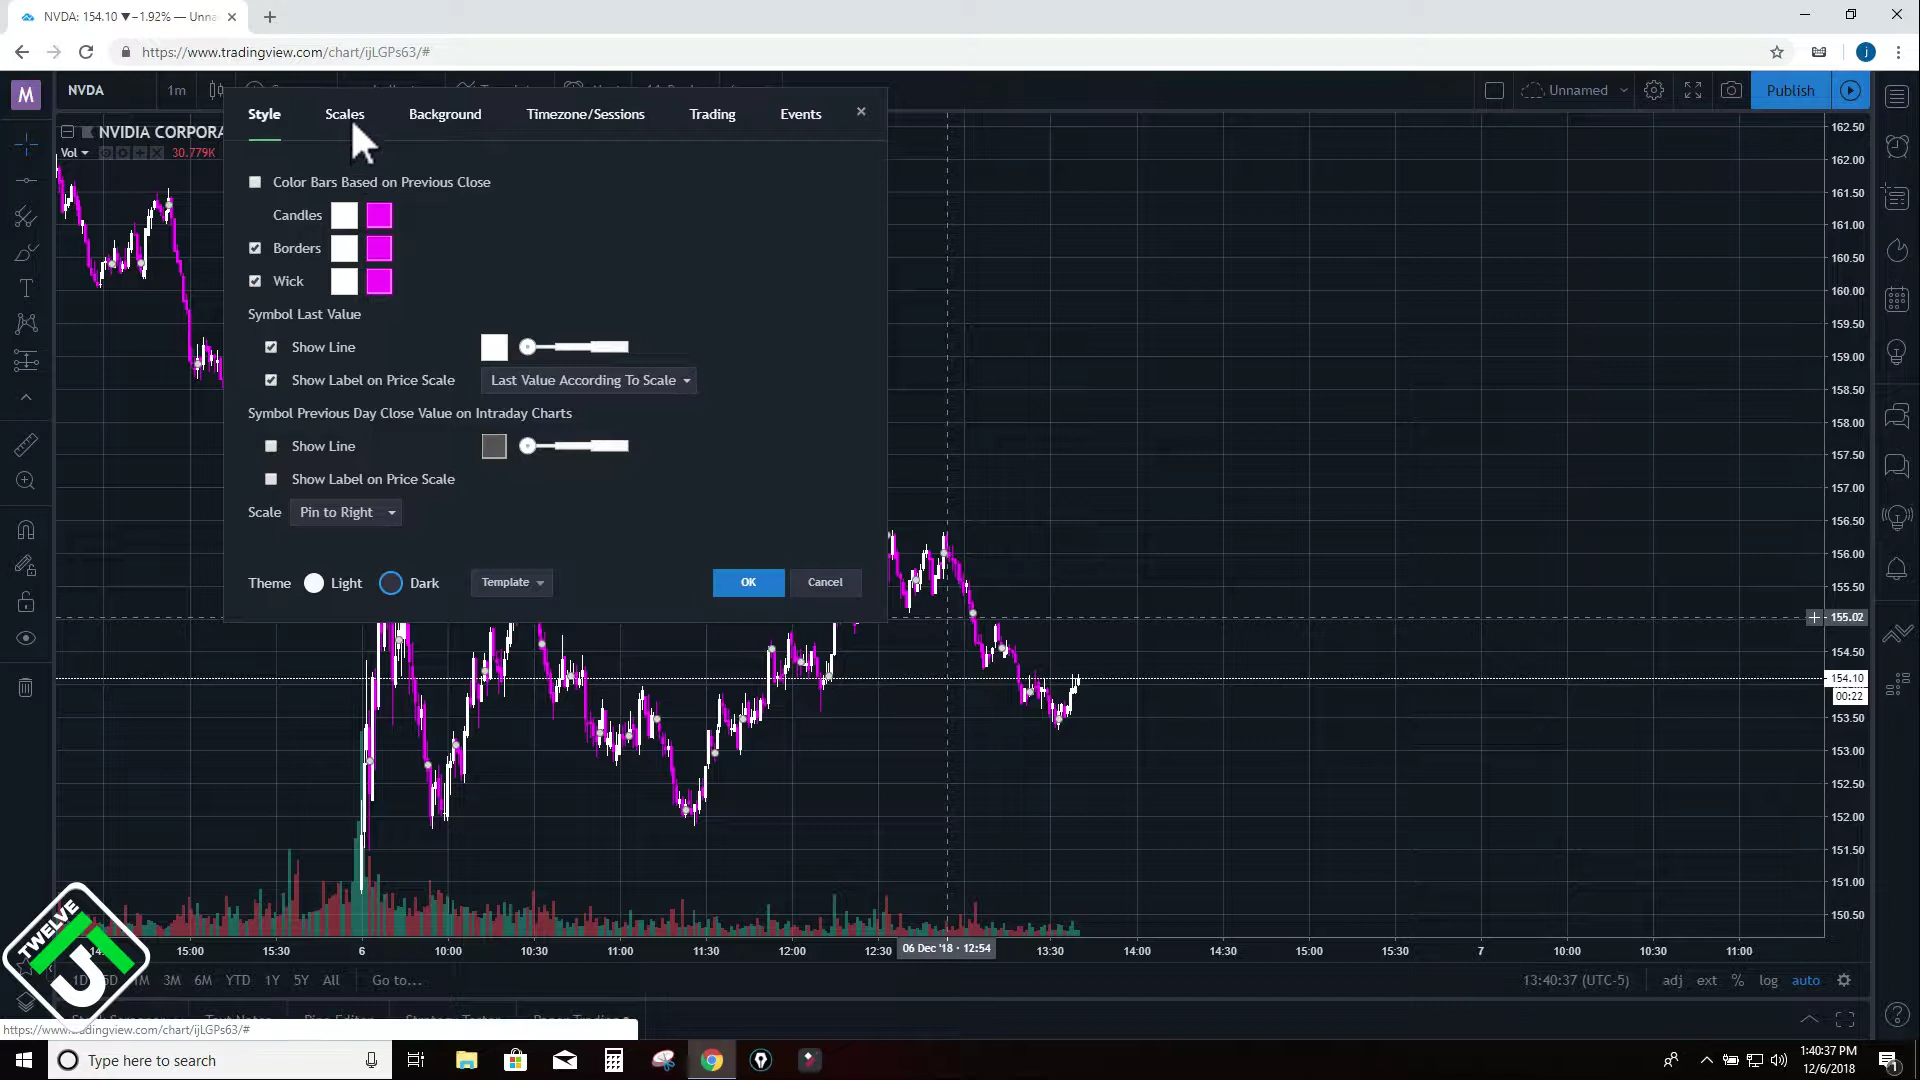 NVDA: 154.10 ▼−1.92% — Unna
https://www.tradingview.com/chart/ijLGPs63/#
M
NVDA
1m
Unnamed
Publish
NVIDIA CORPORA
Vol
30.779K
Style
Scales
Background
Timezone/Sessions
Trading
Events
Color Bars Based on Previous Close
Candles
Borders
Wick
Symbol Last Value
Show Line
Show Label on Price Scale
Last Value According To Scale
Symbol Previous Day Close Value on Intraday Charts
Show Line
Show Label on Price Scale
Scale
Pin to Right
Theme
Light
Dark
Template
OK
Cancel
162.50
162.00
161.50
161.00
160.50
160.00
159.50
159.00
158.50
158.00
157.50
157.00
156.50
156.00
155.50
155.02
154.50
154.10
00:22
153.50
153.00
152.50
152.00
151.50
151.00
150.50
15:00
15:30
6
10:00
10:30
11:00
11:30
12:00
12:30
06 Dec '18 - 12:54
13:30
14:00
14:30
15:00
15:30
7
10:00
10:30
11:00
TWELVE
1D
3M
6M
YTD
1Y
5Y
All
Go to...
13:40:37 (UTC-5)
adj
ext
%
log
auto
Type here to search
1:40:37 PM
12/6/2018